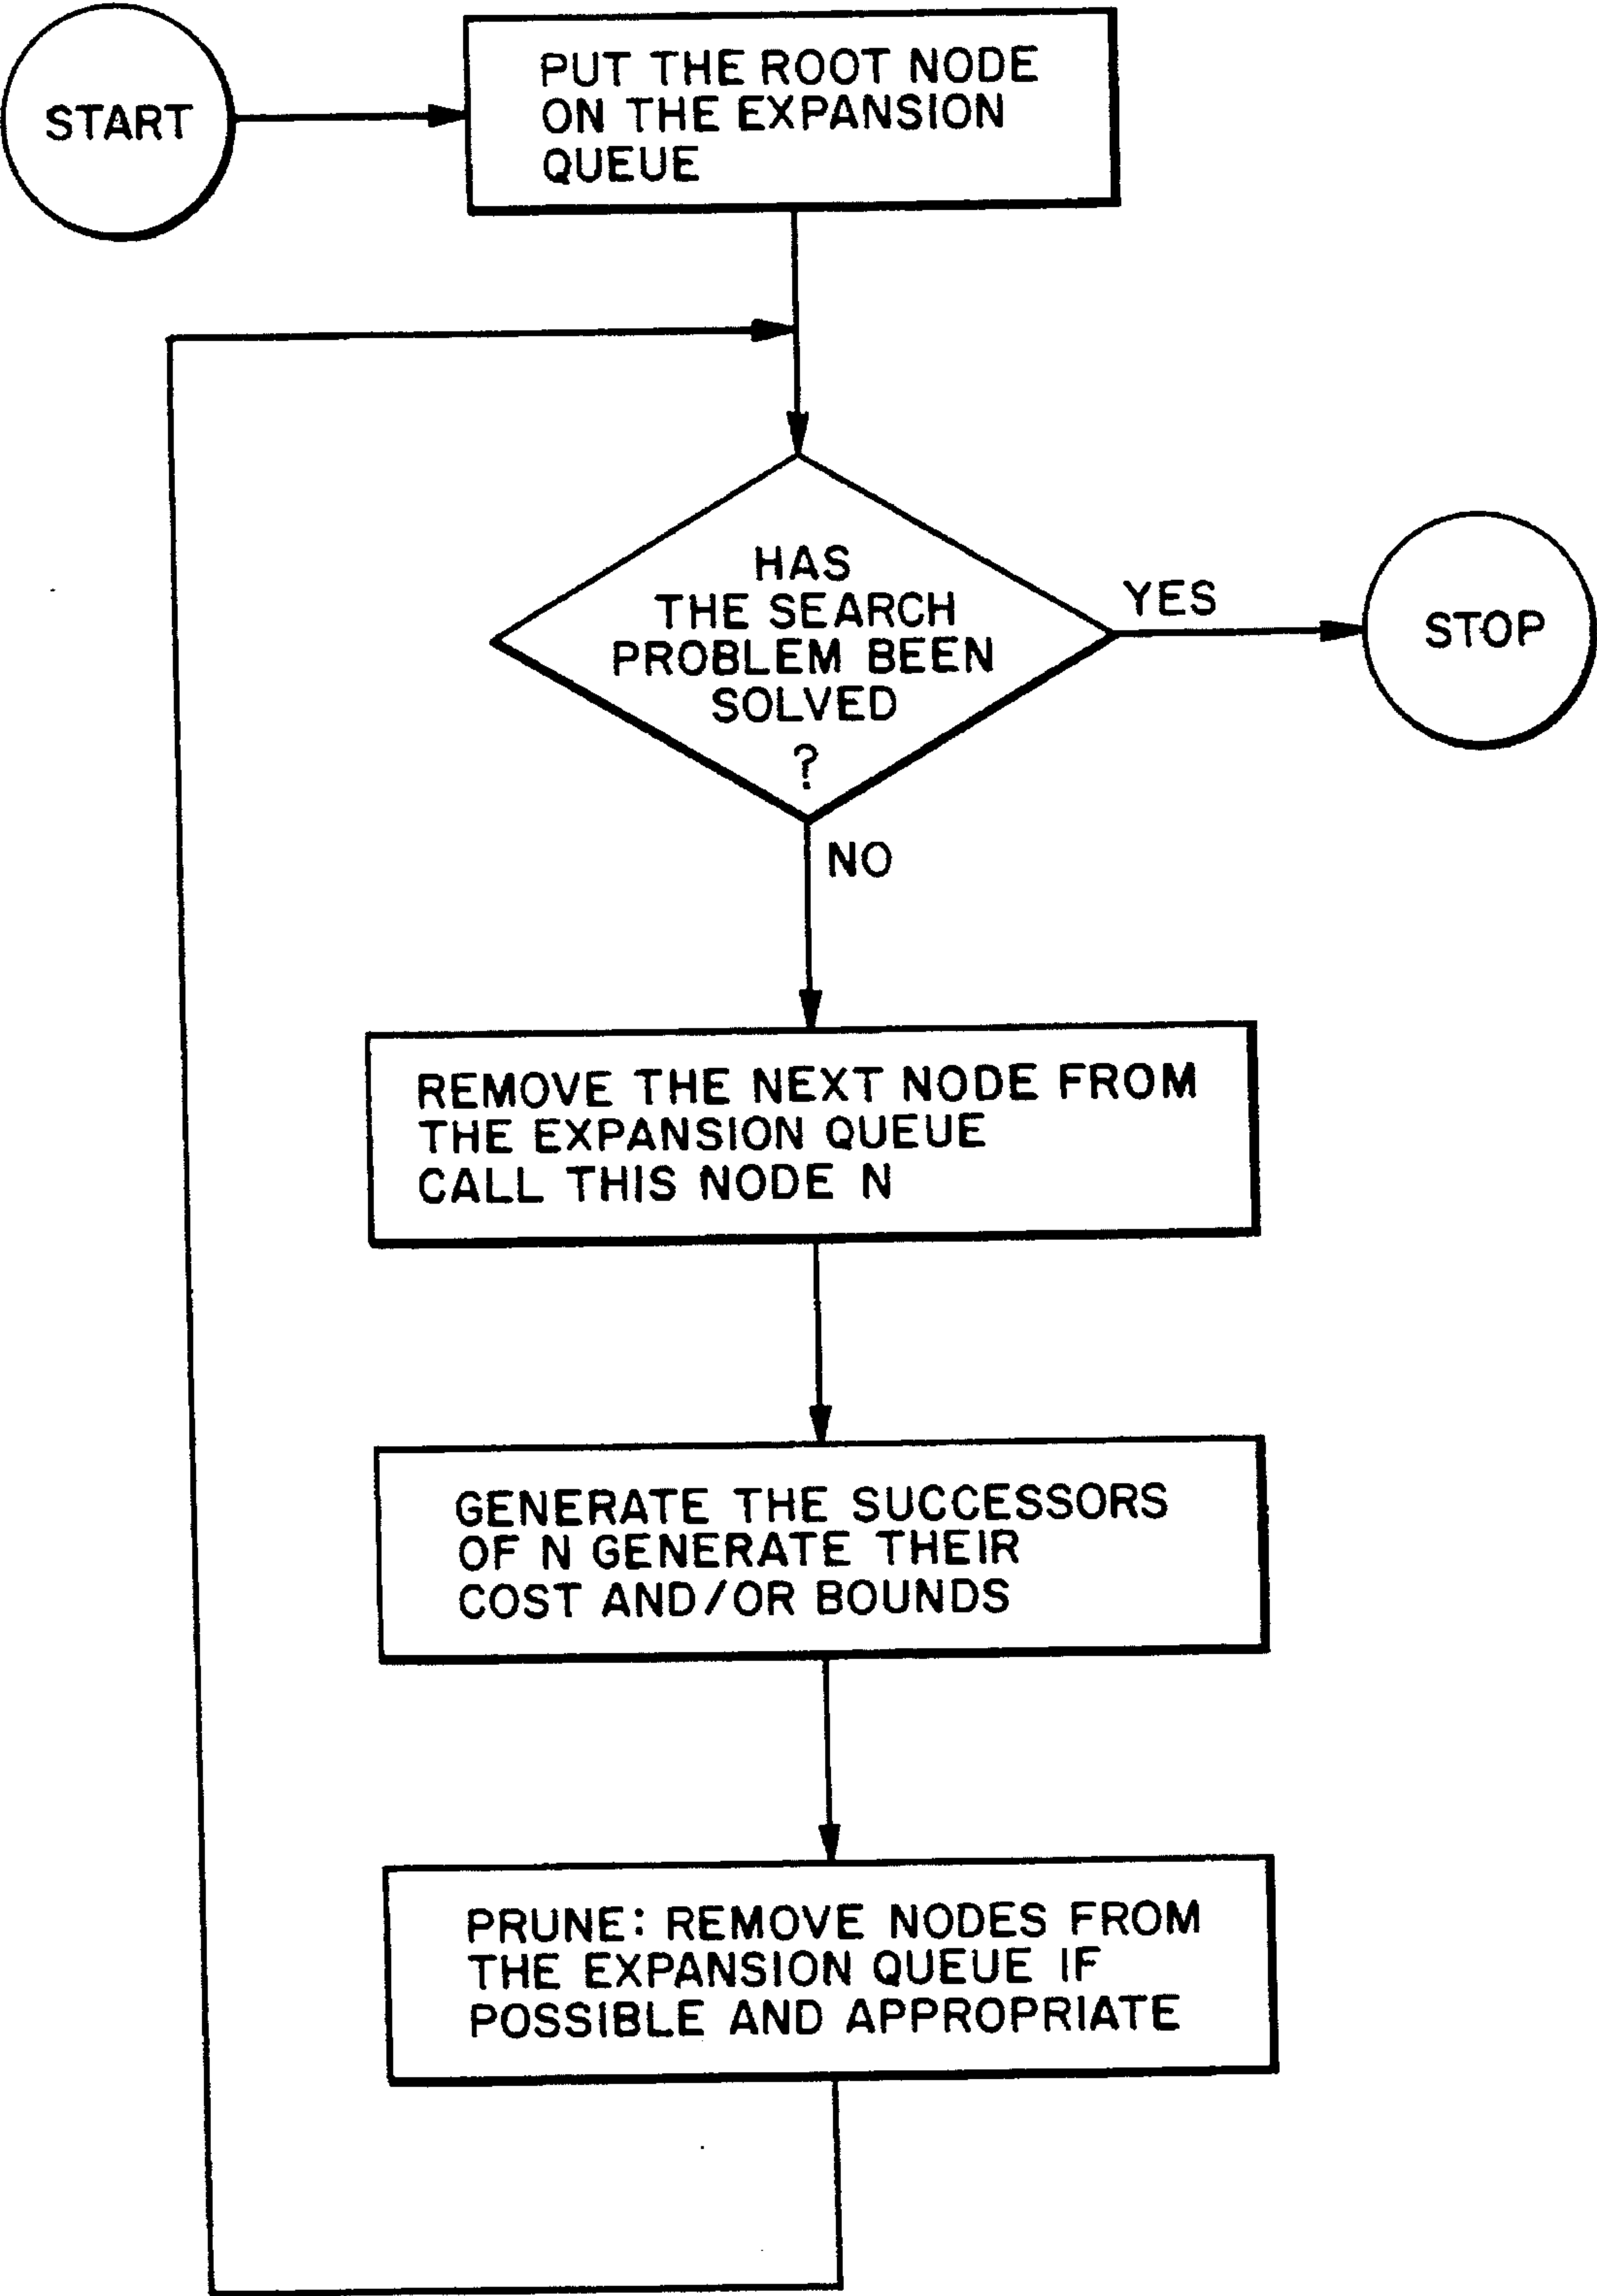 START
PUT THE ROOT NODE
ON THE EXPANSION
QUEUE
HAS
THE SEARCH
PROBLEM BEEN
SOLVED
?
YES
STOP
NO
REMOVE THE NEXT NODE FROM
THE EXPANSION QUEUE
CALL THIS NODE N
GENERATE THE SUCCESSORS
OF N GENERATE THEIR
COST AND/OR BOUNDS
PRUNE: REMOVE NODES FROM
THE EXPANSION QUEUE IF
POSSIBLE AND APPROPRIATE